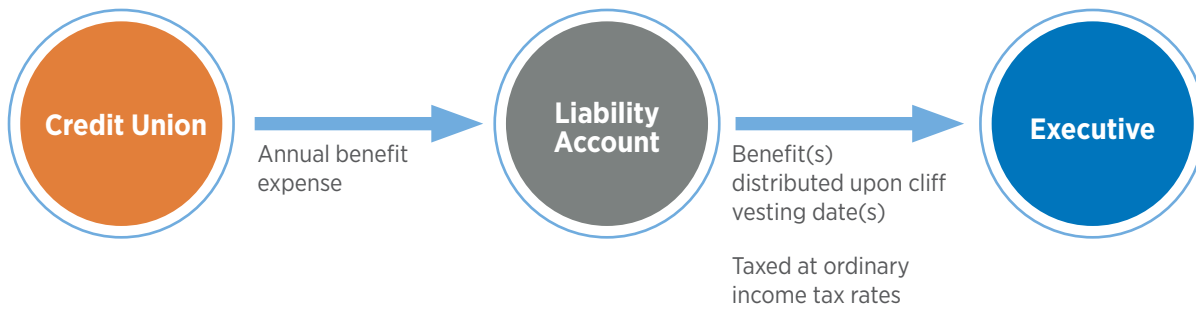 Credit Union
Annual benefit
expense
Liability
Account
Benefit(s)
distributed upon cliff
vesting date(s)
Taxed at ordinary
income tax rates
Executive